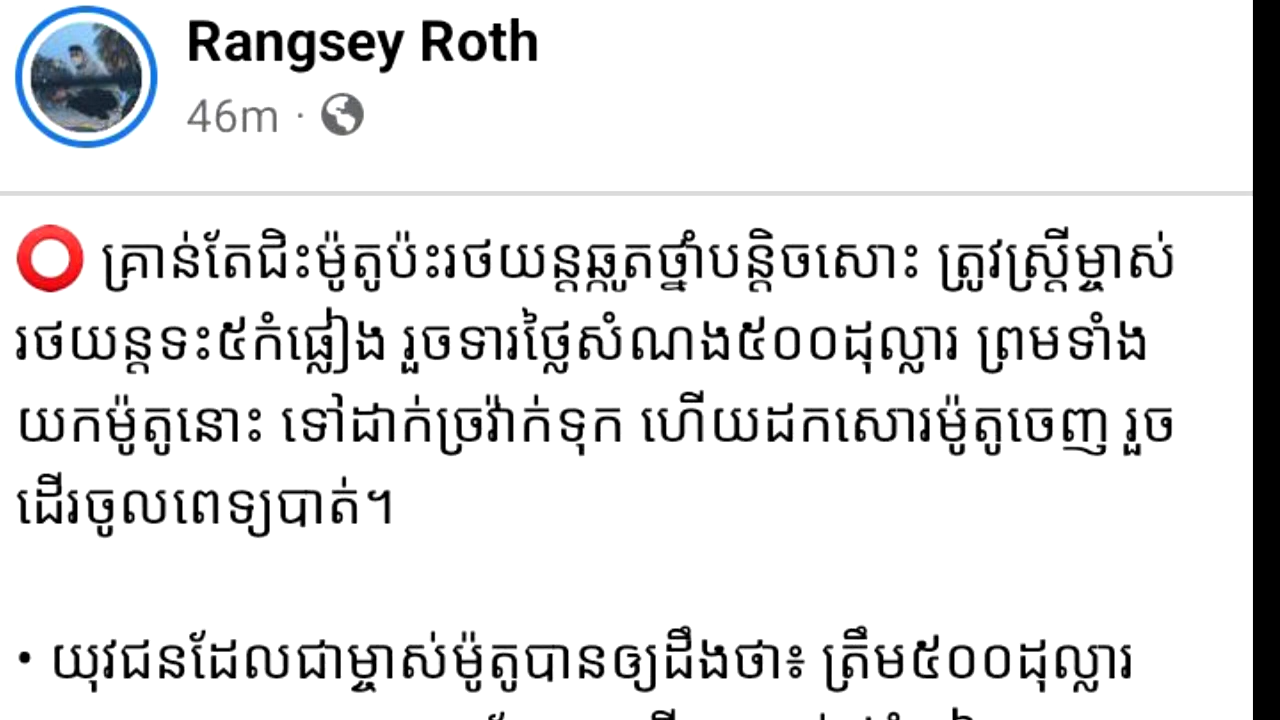 Rangsey Roth
46m ·
⭕ គ្រាន់តែជិះម៉ូតូប៉ះរថយន្តឆ្កូតថ្នាំបន្តិចសោះ ត្រូវស្ត្រីម្ចាស់
រថយន្តទះ៥កំផ្លៀង រួចទារថ្លៃសំណង៥០០ដុល្លារ ព្រមទាំង
យកម៉ូតូនោះ ទៅដាក់ច្រវ៉ាក់ទុក ហើយដកសោរម៉ូតូចេញ រួច
ដើរចូលពេទ្យបាត់។
• យុវជនដែលជាម្ចាស់ម៉ូតូបានឲ្យដឹងថា៖ ត្រឹម៥០០ដុល្លារ